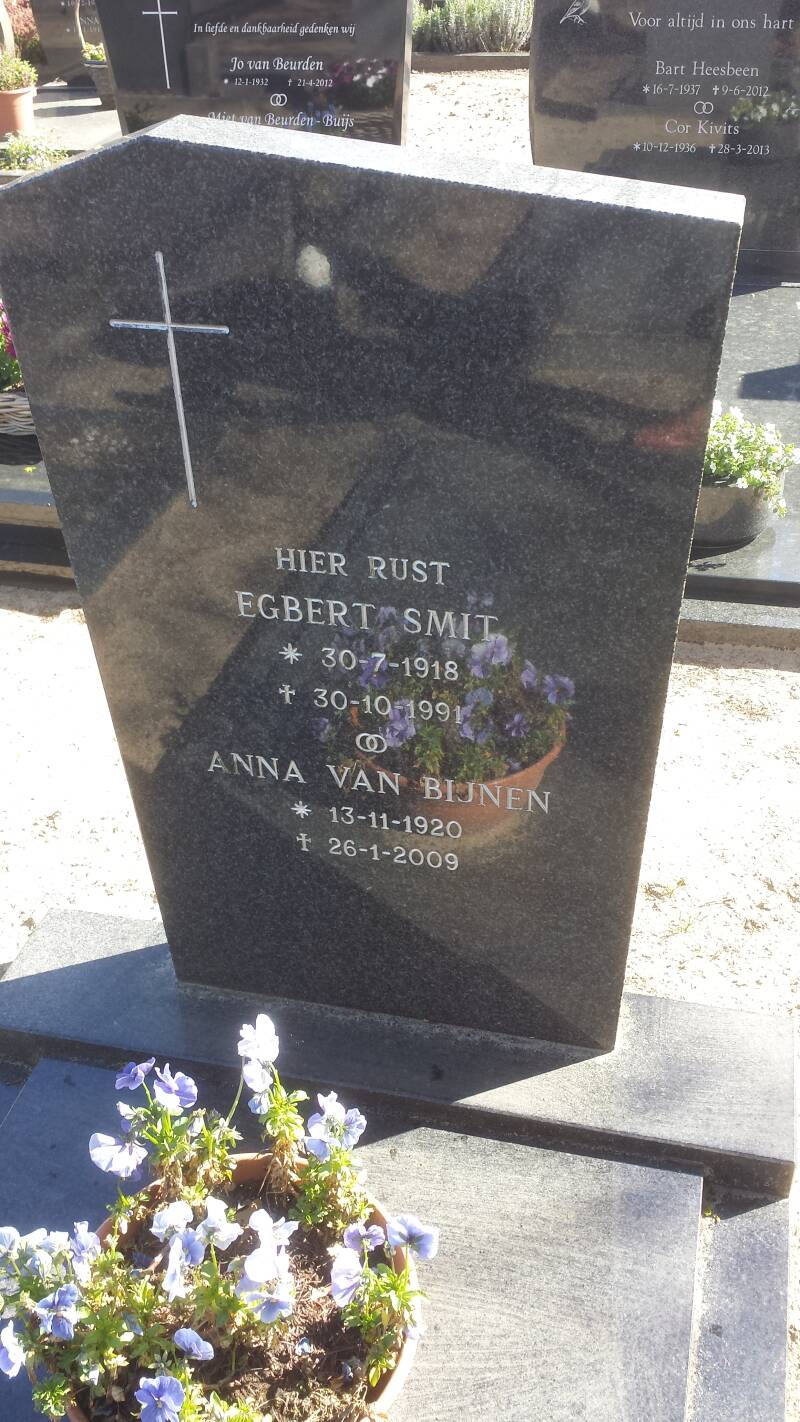 In liefde en dankbaarheid gedenken wij
Jo van Beurden
* 12-1-1932 † 21-4-2012
Miet van Beurden - Buijs
Voor altijd in ons hart
Bart Heesbeen
* 16-7-1937 † 9-6-2012
Cor Kivits
* 10-12-1936 † 28-3-2013
HIER RUST
EGBERT SMIT
* 30-7-1918
† 30-10-1991
ANNA VAN BIJNEN
* 13-11-1920
† 26-1-2009